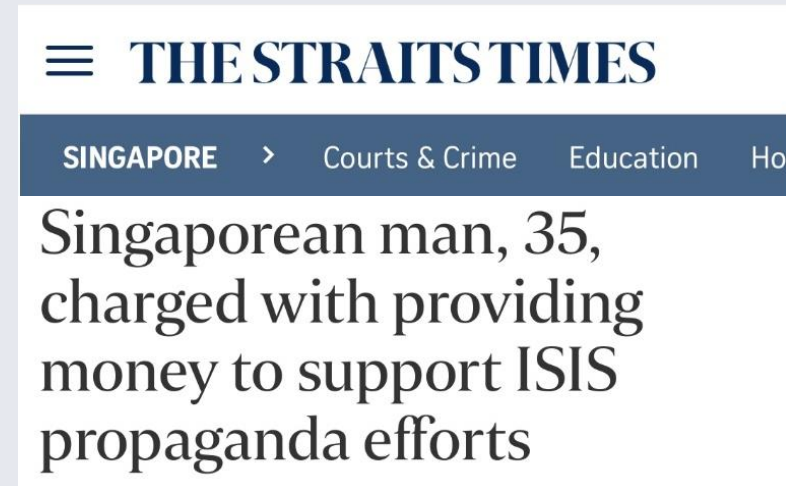 THE STRAITS TIMES
SINGAPORE > Courts & Crime Education Ho
Singaporean man, 35,
charged with providing
money to support ISIS
propaganda efforts